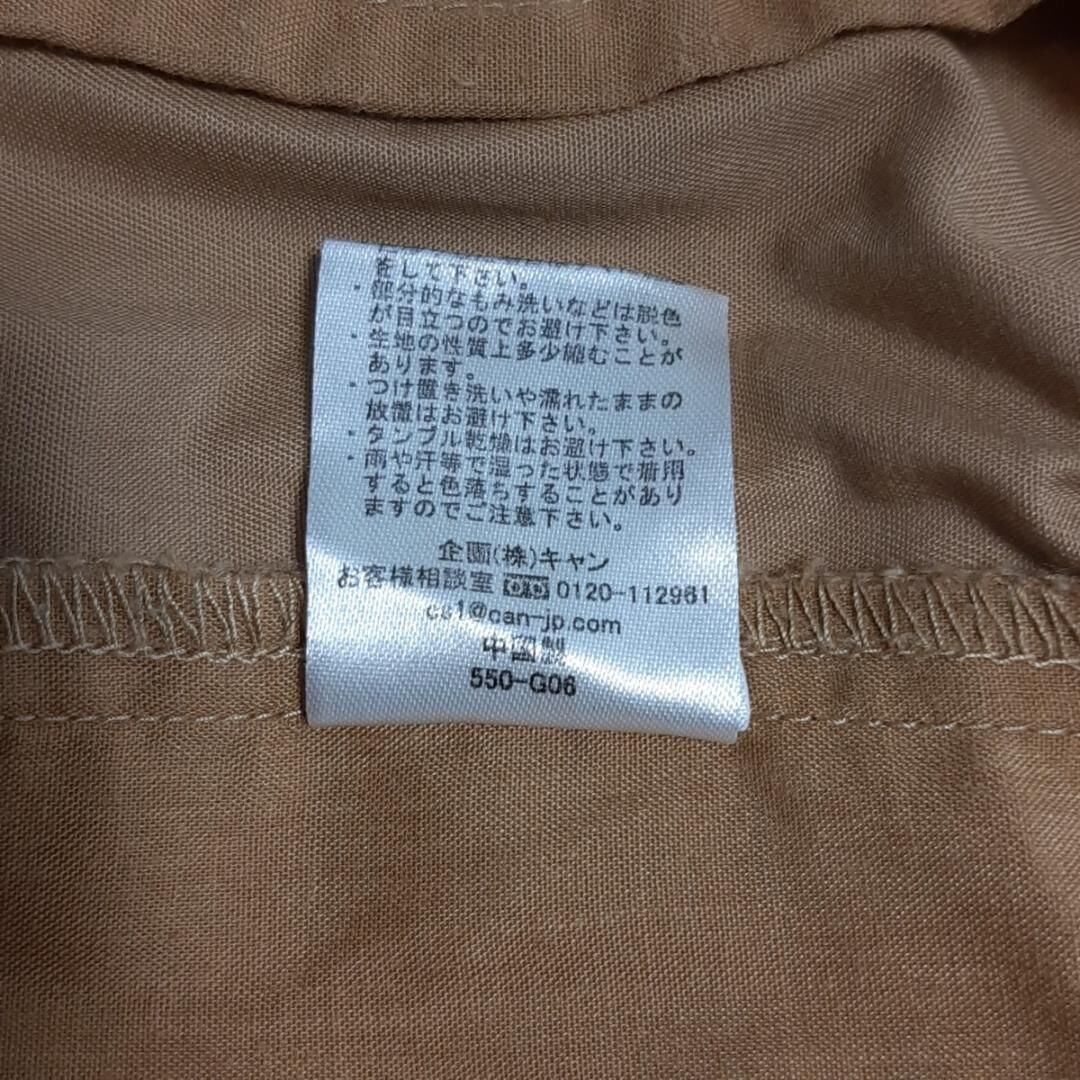 をして下さい。
・部分的なもみ洗いなどは脱色
が目立つのでお避け下さい。
・生地の性質上多少縮むことが
あります。
・つけ置き洗いや濡れたままの
放置はお避け下さい。
・タンブル乾燥はお避け下さい。
・雨や汗等で湿った状態で着用
すると色落ちすることがあり
ますのでご注意下さい。
企画(株)キャン
お客様相談室 0120-112961
cs1@can-jp.com
中国製
550-G06